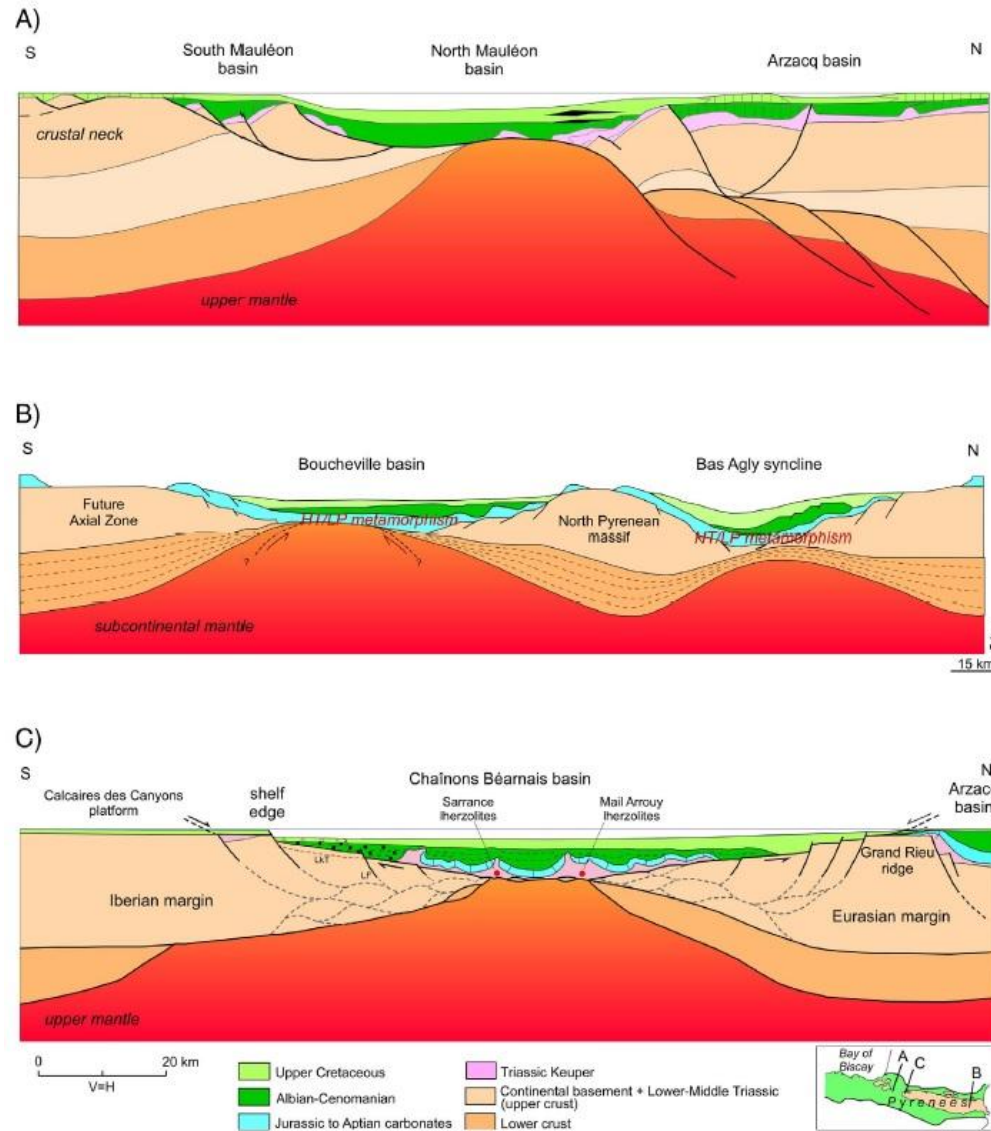 A)
S
South Mauléon
basin
North Mauléon
basin
Arzacq basin
N
crustal neck
upper mantle
B)
S
Boucheville basin
Bas Agly syncline
N
Future
Axial Zone
HT/LP metamorphism
North Pyrenean
massif
HT/LP metamorphism
?
?
subcontinental mantle
15 km
C)
S
Chaînons Béarnais basin
N
Calcaires des Canyons
platform
shelf
edge
Sarrance
lherzolites
Mail Arrouy
lherzolites
Arzacq
basin
LkT
LF
Grand Rieu
ridge
Iberian margin
Eurasian margin
upper mantle
0 20 km
V=H
Upper Cretaceous
Albian-Cenomanian
Jurassic to Aptian carbonates
Triassic Keuper
Continental basement + Lower-Middle Triassic
(upper crust)
Lower crust
Bay of
Biscay
A
C
B
Pyrenees